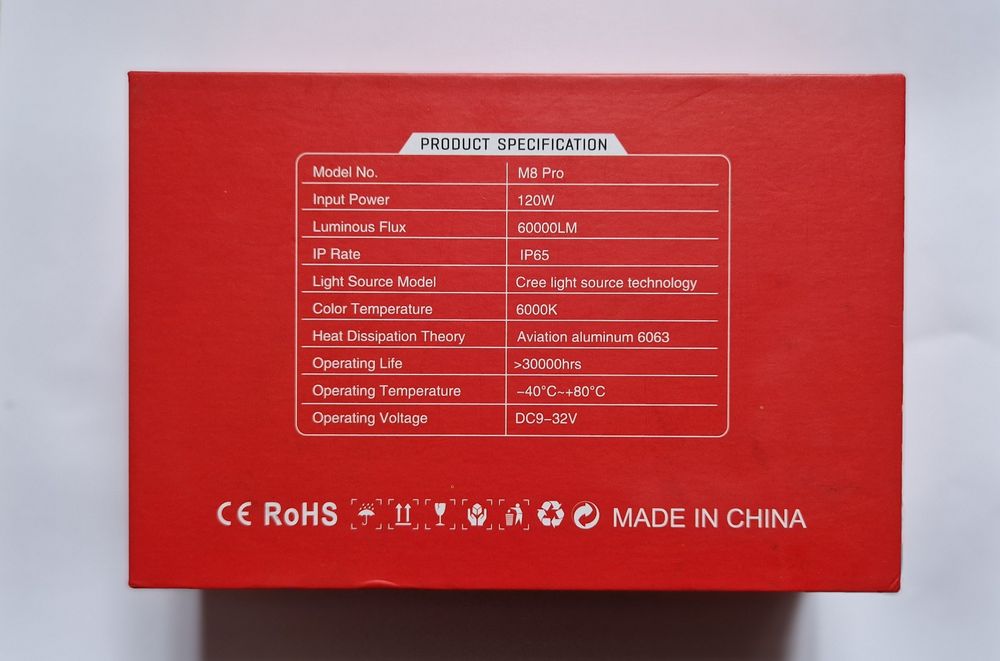 PRODUCT SPECIFICATION
Model No. M8 Pro
Input Power 120W
Luminous Flux 60000LM
IP Rate IP65
Light Source Model Cree light source technology
Color Temperature 6000K
Heat Dissipation Theory Aviation aluminum 6063
Operating Life >30000hrs
Operating Temperature −40°C~+80°C
Operating Voltage DC9−32V
CE RoHS MADE IN CHINA